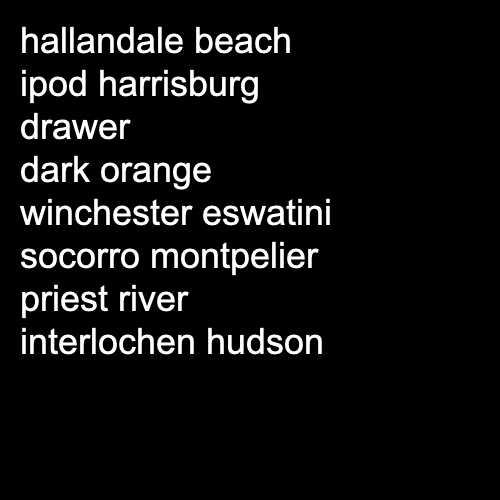 hallandale beach
ipod harrisburg
drawer
dark orange
winchester eswatini
socorro montpelier
priest river
interlochen hudson